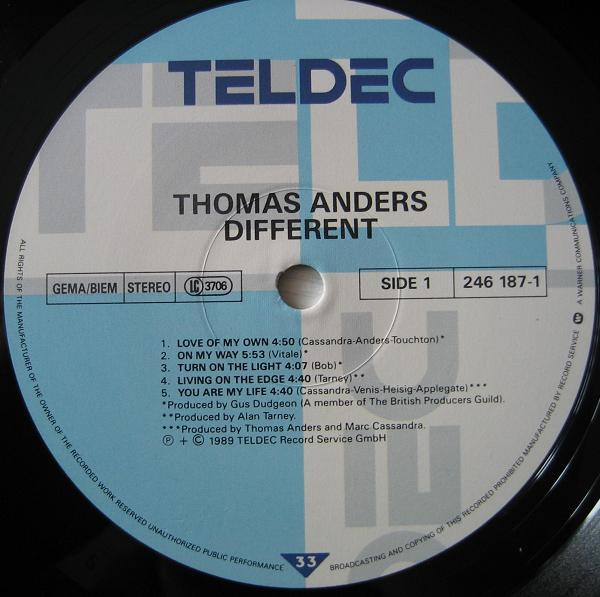 TELDEC
THOMAS ANDERS
DIFFERENT
GEMA/BIEM STEREO LC 3706 SIDE 1 246 187-1
1. LOVE OF MY OWN 4:50 (Cassandra-Anders-Touchton)*
2. ON MY WAY 5:53 (Vitale)*
3. TURN ON THE LIGHT 4:07 (Bob)*
4. LIVING ON THE EDGE 4:40 (Tarney)**
5. YOU ARE MY LIFE 4:40 (Cassandra-Venis-Heisig-Applegate)***
*Produced by Gus Dudgeon (A member of The British Producers Guild).
**Produced by Alan Tarney.
***Produced by Thomas Anders and Marc Cassandra.
Ⓟ + © 1989 TELDEC Record Service GmbH
ALL RIGHTS OF THE MANUFACTURER OF THE OWNER OF THE RECORDED WORK RESERVED UNAUTHORIZED PUBLIC PERFORMANCE 33 BROADCASTING AND COPYING OF THIS RECORDED PROHIBITED MANUFACTURED BY RECORD SERVICE A WARNER COMMUNICATIONS COMPANY